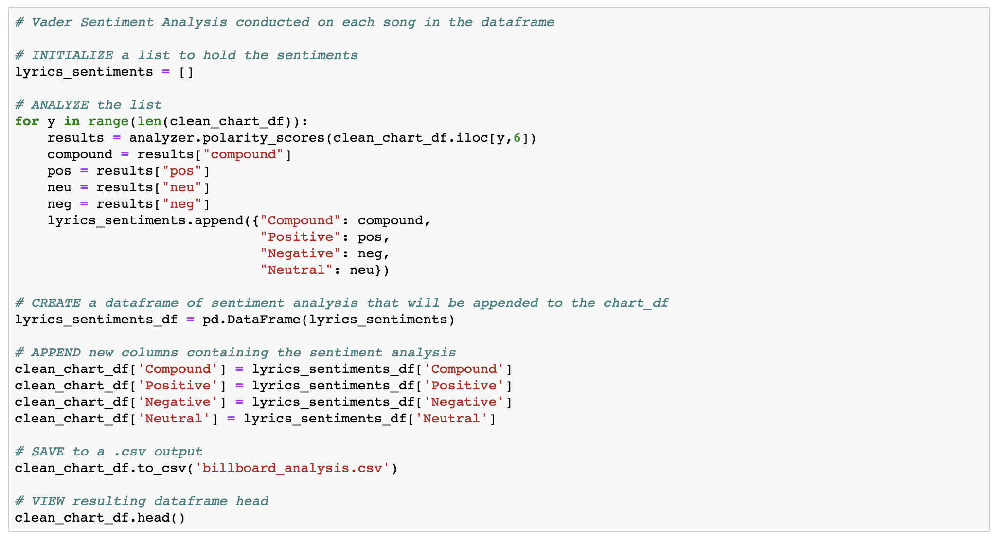 # Vader Sentiment Analysis conducted on each song in the dataframe

# INITIALIZE a list to hold the sentiments
lyrics_sentiments = []

# ANALYZE the list
for y in range(len(clean_chart_df)):
    results = analyzer.polarity_scores(clean_chart_df.iloc[y,6])
    compound = results["compound"]
    pos = results["pos"]
    neu = results["neu"]
    neg = results["neg"]
    lyrics_sentiments.append({"Compound": compound,
                              "Positive": pos,
                              "Negative": neg,
                              "Neutral": neu})

# CREATE a dataframe of sentiment analysis that will be appended to the chart_df
lyrics_sentiments_df = pd.DataFrame(lyrics_sentiments)

# APPEND new columns containing the sentiment analysis
clean_chart_df['Compound'] = lyrics_sentiments_df['Compound']
clean_chart_df['Positive'] = lyrics_sentiments_df['Positive']
clean_chart_df['Negative'] = lyrics_sentiments_df['Negative']
clean_chart_df['Neutral'] = lyrics_sentiments_df['Neutral']

# SAVE to a .csv output
clean_chart_df.to_csv('billboard_analysis.csv')

# VIEW resulting dataframe head
clean_chart_df.head()